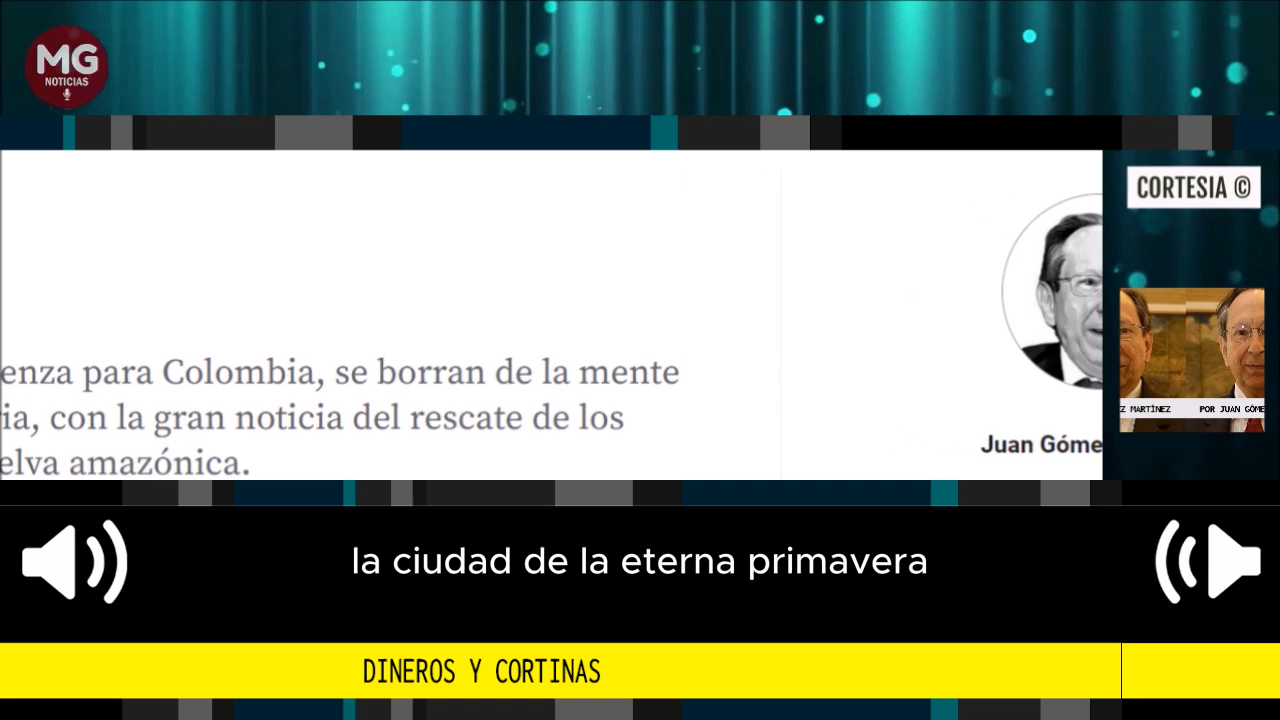 MG
NOTICIAS
CORTESIA ©
enza para Colombia, se borran de la mente
ia, con la gran noticia del rescate de los
elva amazónica.
Juan Góme
Z MARTÍNEZ POR JUAN GÓME
la ciudad de la eterna primavera
DINEROS Y CORTINAS